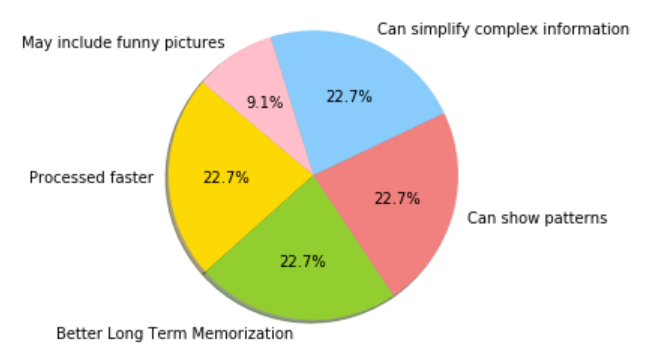 Can simplify complex information
May include funny pictures
9.1%
22.7%
Processed faster
22.7%
22.7%
Can show patterns
22.7%
Better Long Term Memorization